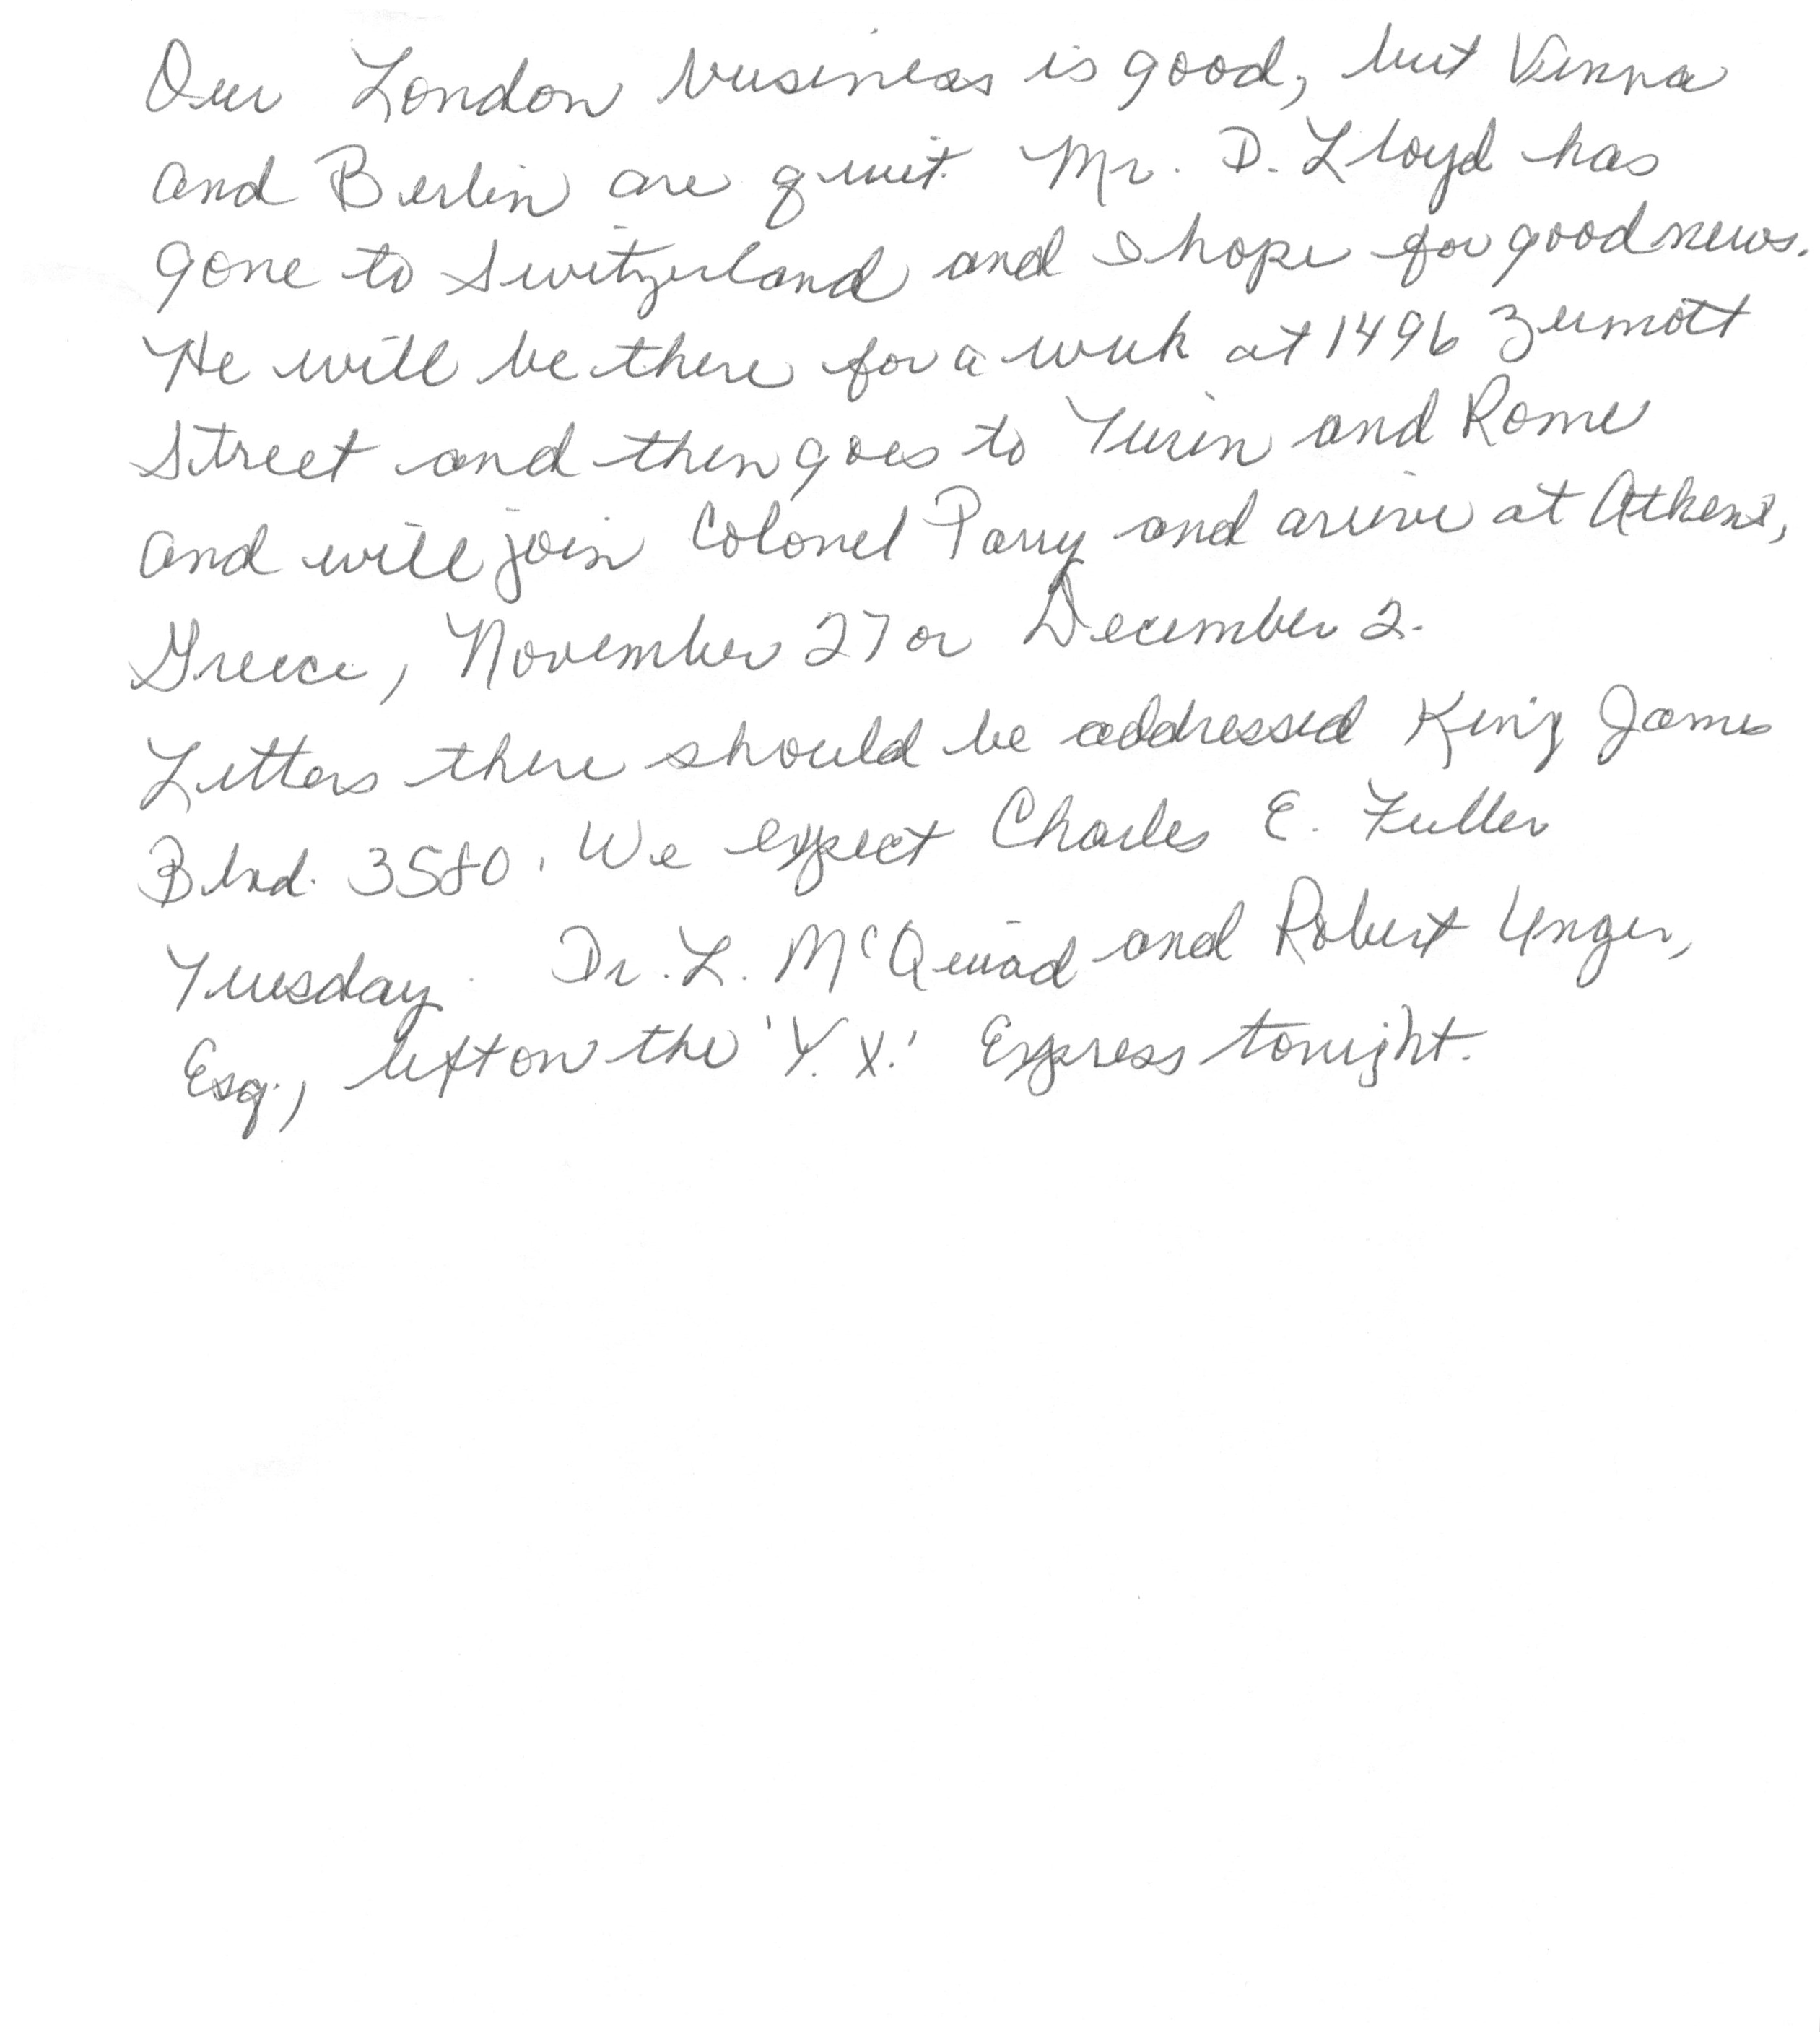 Our London business is good, but Vienna
and Berlin are quiet. Mr. D. Lloyd has
gone to Switzerland and I hope for good news.
He will be there for a week at 1496 Zermott
Street and then goes to Turin and Rome
and will join Colonel Parry and arrive at Athens,
Greece, November 27 or December 2.
Letters there should be addressed King James
Blvd. 3580. We expect Charles E. Fuller
Tuesday. Dr. L. McQuaid and Robert Unger,
Esq., left on the 'Y.X.' Express tonight.